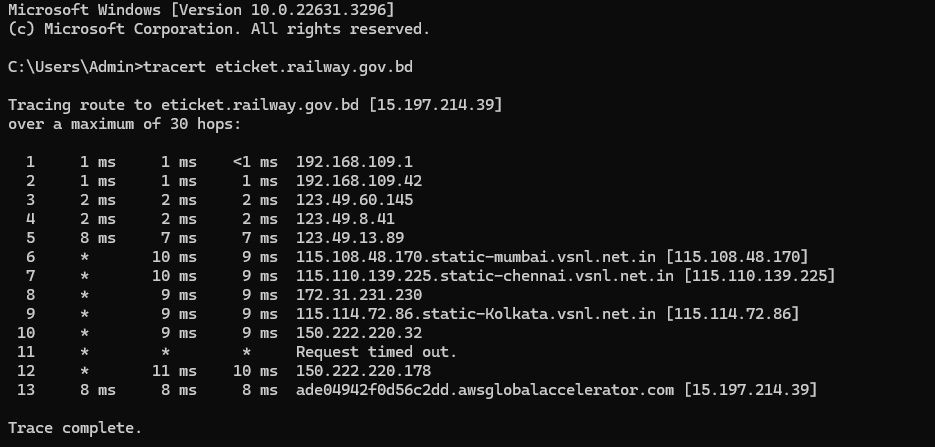 Microsoft Windows [Version 10.0.22631.3296]
(c) Microsoft Corporation. All rights reserved.
C:\Users\Admin>tracert eticket.railway.gov.bd
Tracing route to eticket.railway.gov.bd [15.197.214.39]
over a maximum of 30 hops:
1 1 ms 1 ms <1 ms 192.168.109.1
2 1 ms 1 ms 1 ms 192.168.109.42
3 2 ms 2 ms 2 ms 123.49.60.145
4 2 ms 2 ms 2 ms 123.49.8.41
5 8 ms 7 ms 7 ms 123.49.13.89
6 * 10 ms 9 ms 115.108.48.170.static-mumbai.vsnl.net.in [115.108.48.170]
7 * 10 ms 9 ms 115.110.139.225.static-chennai.vsnl.net.in [115.110.139.225]
8 * 9 ms 9 ms 172.31.231.230
9 * 9 ms 9 ms 115.114.72.86.static-Kolkata.vsnl.net.in [115.114.72.86]
10 * 9 ms 9 ms 150.222.220.32
11 * * * Request timed out.
12 * 11 ms 10 ms 150.222.220.178
13 8 ms 8 ms 8 ms ade04942f0d56c2dd.awsglobalaccelerator.com [15.197.214.39]
Trace complete.